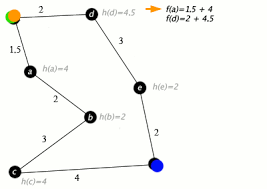 2
d
h(d)=4,5
f(a)=1,5 + 4
f(d)=2 + 4,5
1,5
3
a
h(a)=4
e
h(e)=2
2
b
h(b)=2
3
2
c
h(c)=4
4